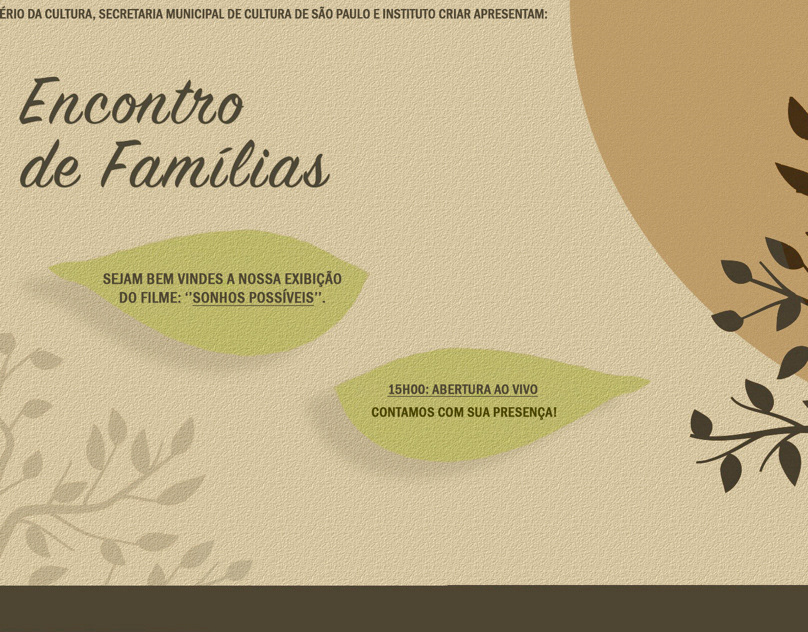 ÉRIO DA CULTURA, SECRETARIA MUNICIPAL DE CULTURA DE SÃO PAULO E INSTITUTO CRIAR APRESENTAM:
Encontro
de Famílias
SEJAM BEM VINDES A NOSSA EXIBIÇÃO
DO FILME: ‘’SONHOS POSSÍVEIS’’.
15H00: ABERTURA AO VIVO
CONTAMOS COM SUA PRESENÇA!